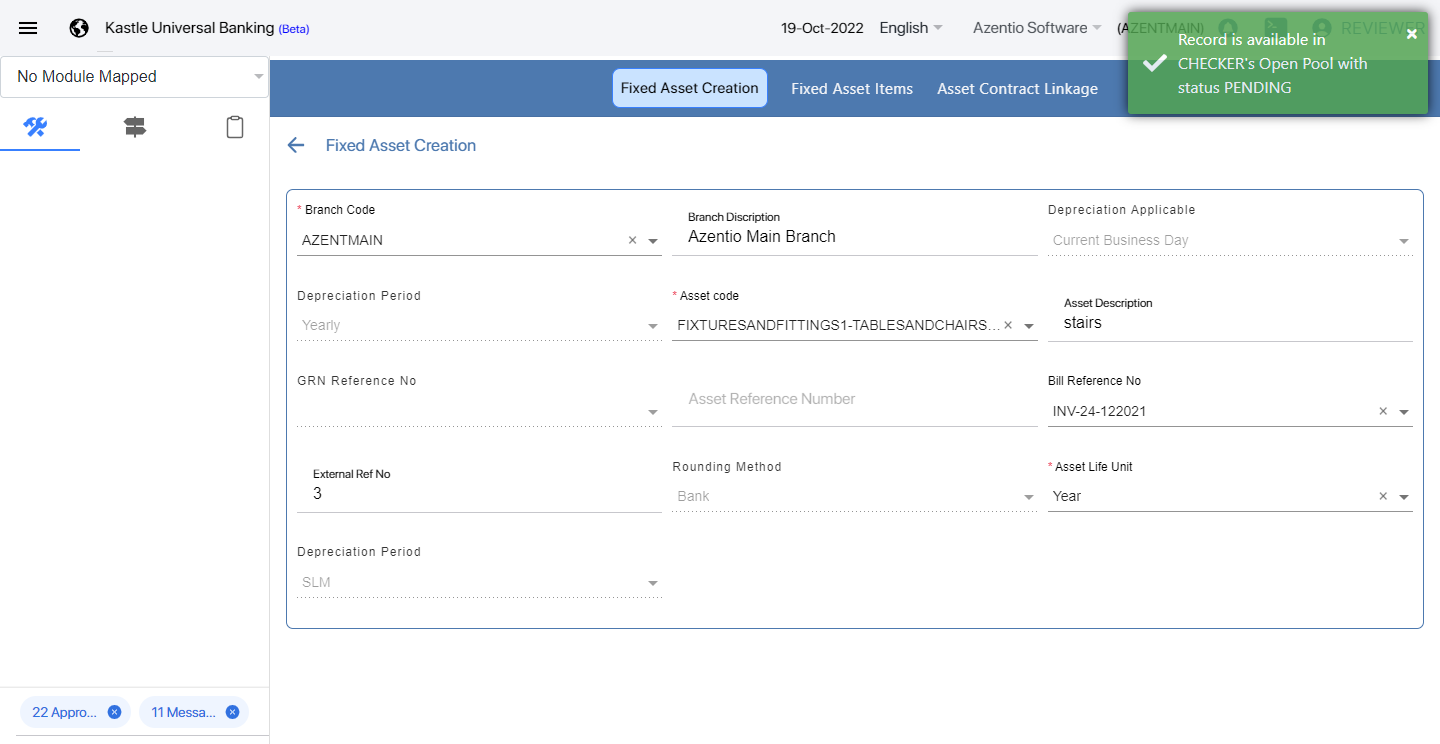 Kastle Universal Banking (Beta)
19-Oct-2022
English
Azentio Software
(AZENTMAIN)
REVIEWER
Record is available in
CHECKER's Open Pool with
status PENDING
No Module Mapped
Fixed Asset Creation
Fixed Asset Items
Asset Contract Linkage
Fixed Asset Creation
* Branch Code
AZENTMAIN
Branch Discription
Azentio Main Branch
Depreciation Applicable
Current Business Day
Depreciation Period
Yearly
* Asset code
FIXTURESANDFITTINGS1-TABLESANDCHAIRS...
Asset Description
stairs
GRN Reference No
Asset Reference Number
Bill Reference No
INV-24-122021
External Ref No
3
Rounding Method
Bank
* Asset Life Unit
Year
Depreciation Period
SLM
22 Appro...
11 Messa...